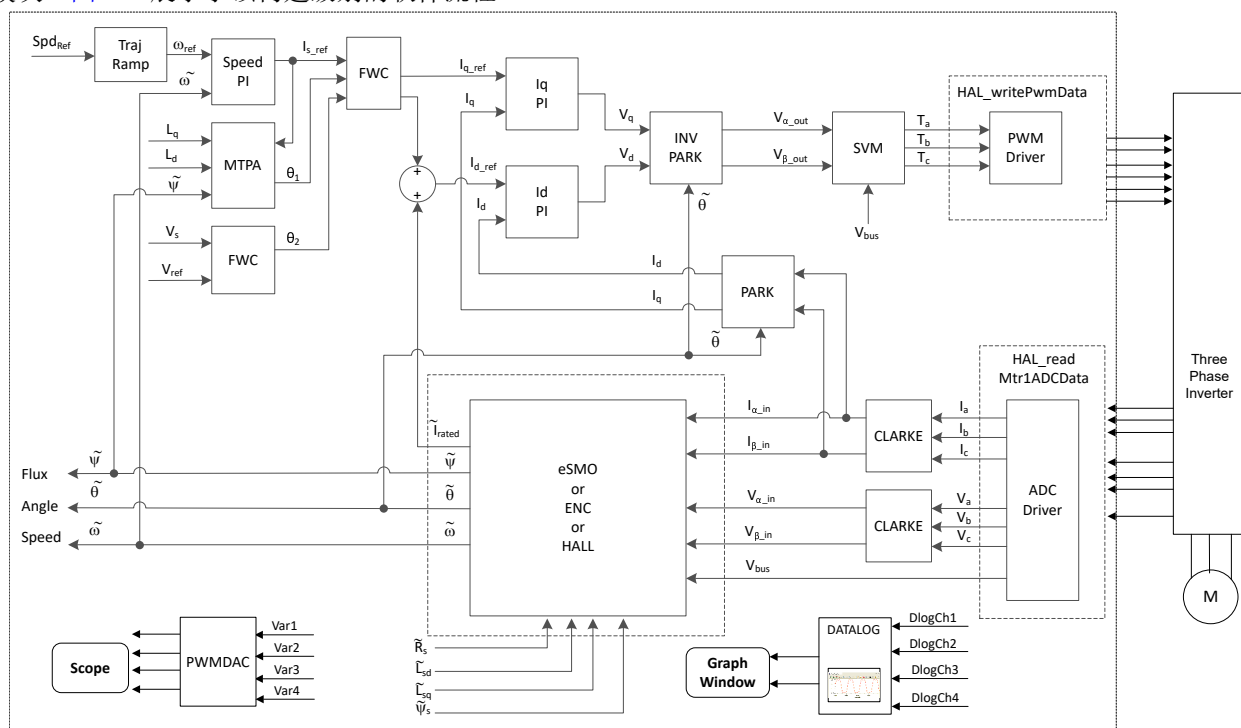 Spd_Ref
Traj
Ramp
ω_ref
ω̃
Speed
PI
I_s_ref
FWC
L_q
L_d
ψ̃
MTPA
θ_1
V_s
V_ref
FWC
θ_2
+
+
I_q_ref
I_q
Iq
PI
I_d_ref
I_d
Id
PI
V_q
V_d
INV
PARK
θ̃
V_α_out
V_β_out
SVM
V_bus
T_a
T_b
T_c
HAL_writePwmData
PWM
Driver
I_d
I_q
PARK
θ̃
Three
Phase
Inverter
M
HAL_read
Mtr1ADCData
ADC
Driver
I_a
I_b
I_c
CLARKE
I_α_in
I_β_in
V_a
V_b
V_c
CLARKE
V_α_in
V_β_in
V_bus
eSMO
or
ENC
or
HALL
Ĩ_rated
ψ̃
θ̃
ω̃
Flux
ψ̃
Angle
θ̃
Speed
ω̃
R̃_s
L̃_sd
L̃_sq
ψ̃_s
Scope
PWMDAC
Var1
Var2
Var3
Var4
Graph
Window
DATALOG
DlogCh1
DlogCh2
DlogCh3
DlogCh4